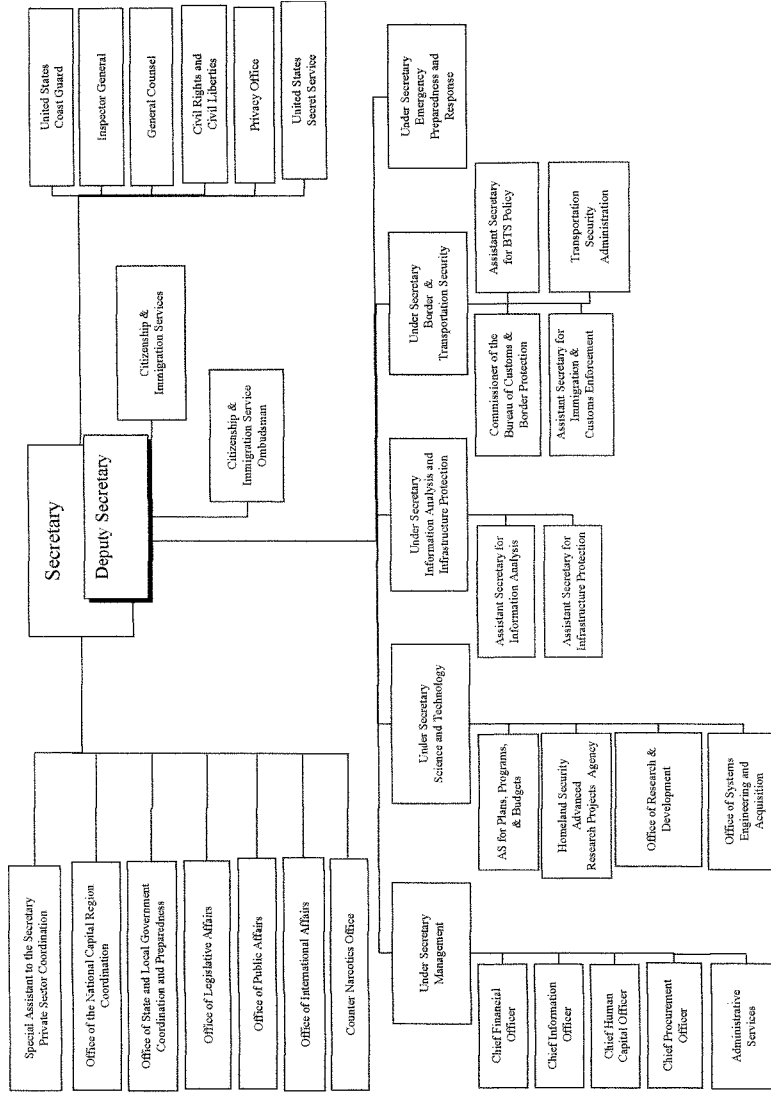 Secretary
Deputy Secretary
Special Assistant to the Secretary
Private Sector Coordination
Office of the National Capital Region
Coordination
Office of State and Local Government
Coordination and Preparedness
Office of Legislative Affairs
Office of Public Affairs
Office of International Affairs
Counter Narcotics Office
Citizenship &
Immigration Services
Citizenship &
Immigration Service
Ombudsman
United States
Coast Guard
Inspector General
General Counsel
Civil Rights and
Civil Liberties
Privacy Office
United States
Secret Service
Under Secretary
Management
Chief Financial
Officer
Chief Information
Officer
Chief Human
Capital Officer
Chief Procurement
Officer
Administrative
Services
Under Secretary
Science and Technology
AS for Plans, Programs,
& Budgets
Homeland Security
Advanced
Research Projects Agency
Office of Research &
Development
Office of Systems
Engineering and
Acquisition
Under Secretary
Information Analysis and
Infrastructure Protection
Assistant Secretary for
Information Analysis
Assistant Secretary for
Infrastructure Protection
Under Secretary
Border &
Transportation Security
Commissioner of the
Bureau of Customs &
Border Protection
Assistant Secretary
for BTS Policy
Assistant Secretary for
Immigration &
Customs Enforcement
Transportation
Security
Administration
Under Secretary
Emergency
Preparedness and
Response